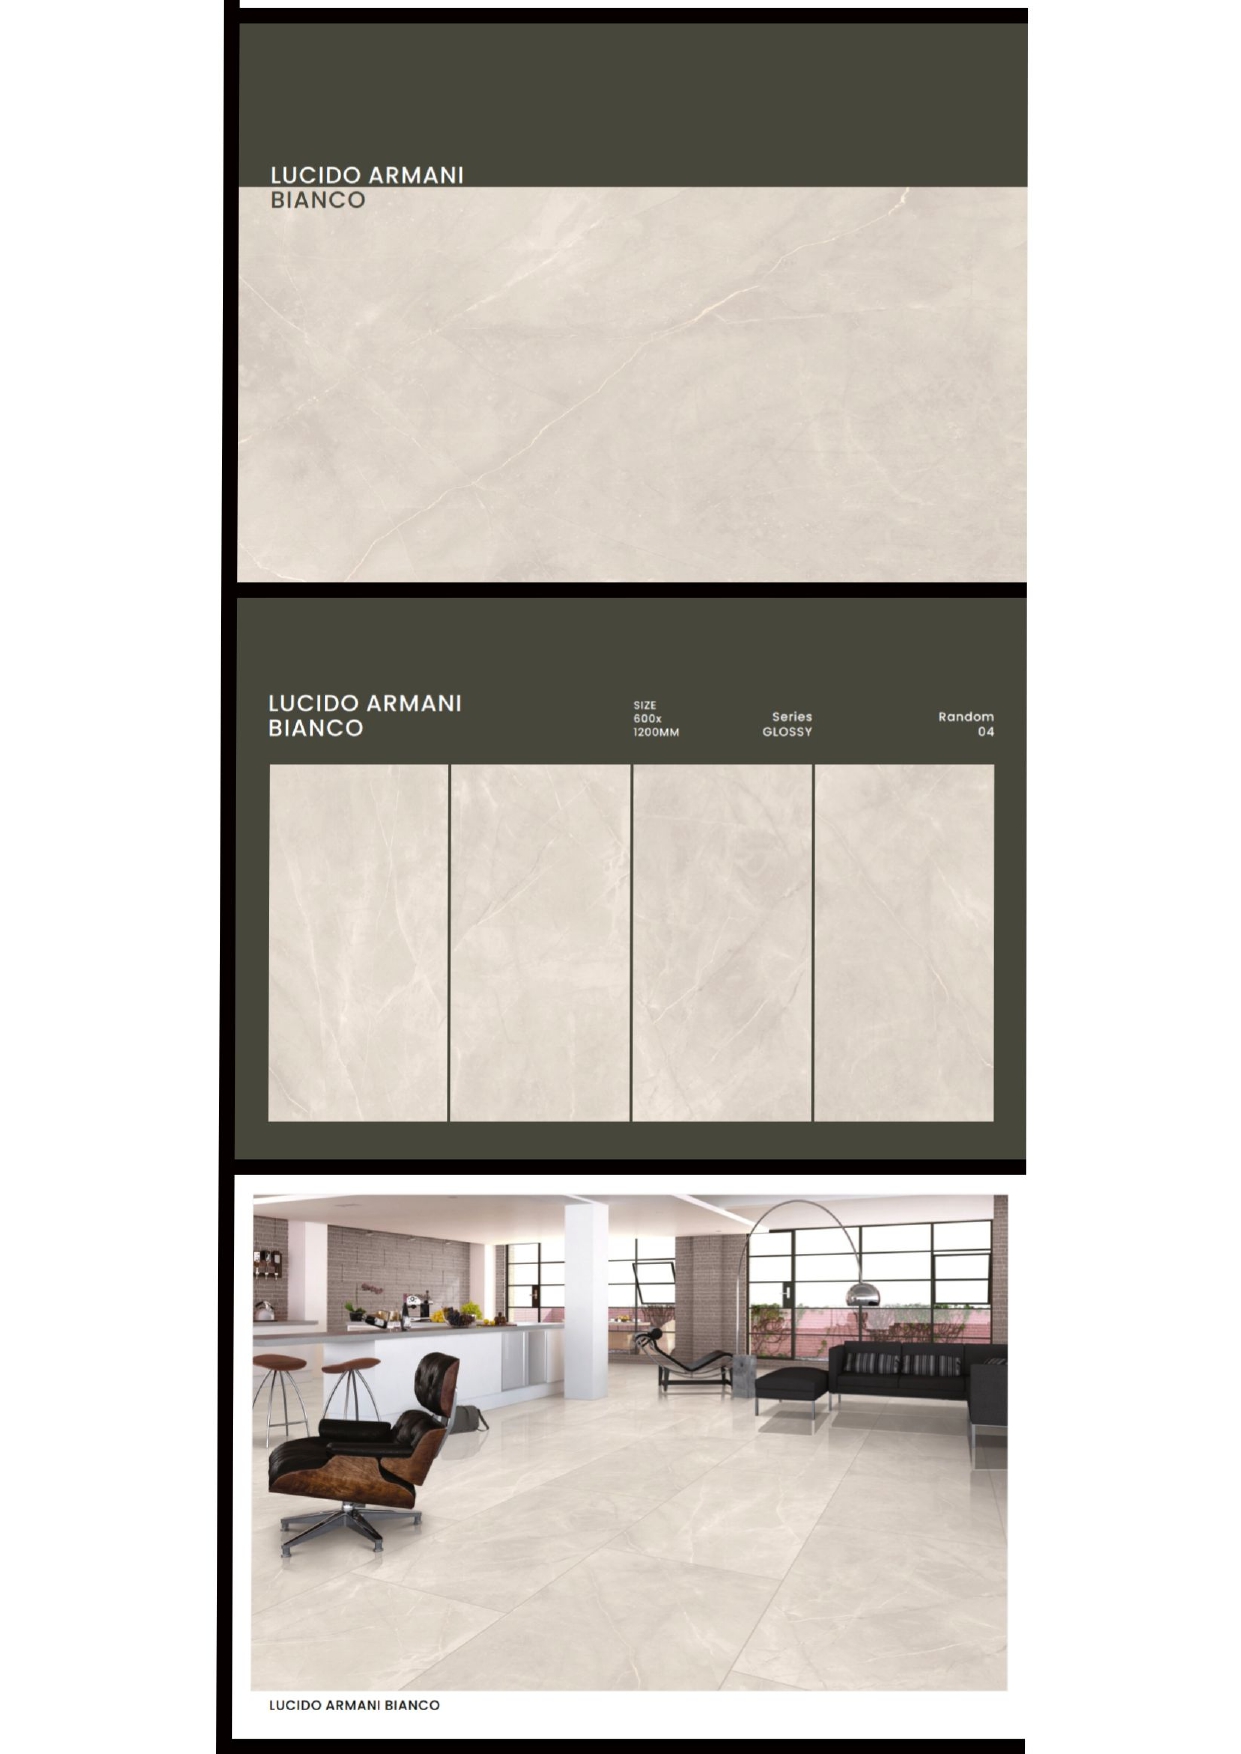 LUCIDO ARMANI
BIANCO
LUCIDO ARMANI
BIANCO
SIZE
600x
1200MM
Series
GLOSSY
Random
04
LUCIDO ARMANI BIANCO